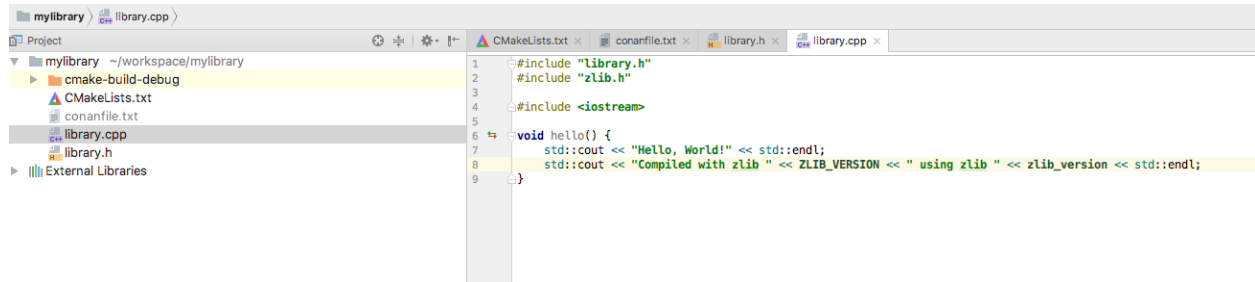 mylibrary library.cpp
Project
CMakeLists.txt conanfile.txt library.h library.cpp
mylibrary ~/workspace/mylibrary
cmake-build-debug
CMakeLists.txt
conanfile.txt
library.cpp
library.h
External Libraries
1 #include "library.h"
2 #include "zlib.h"
3
4 #include <iostream>
5
6 void hello() {
7 std::cout << "Hello, World!" << std::endl;
8 std::cout << "Compiled with zlib " << ZLIB_VERSION << " using zlib " << zlib_version << std::endl;
9 }